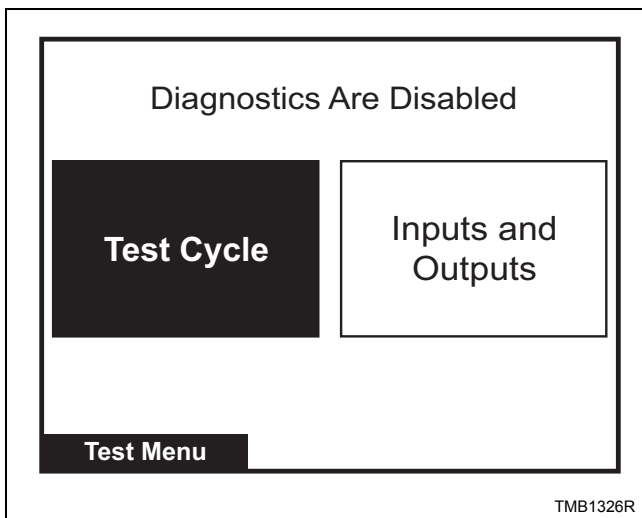 Diagnostics Are Disabled
Test Cycle
Inputs and
Outputs
Test Menu
TMB1326R